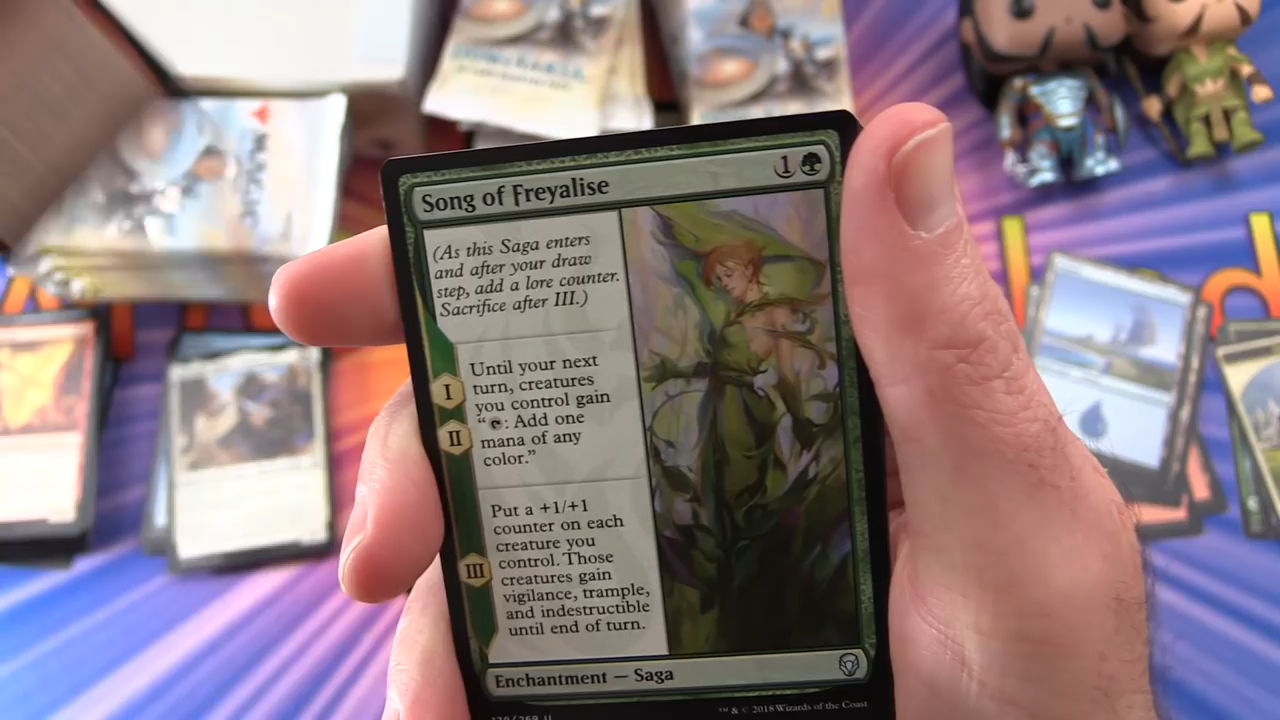 Song of Freyalise
1
(As this Saga enters
and after your draw
step, add a lore counter.
Sacrifice after III.)
I
II
Until your next
turn, creatures
you control gain
“: Add one
mana of any
color.”
III
Put a +1/+1
counter on each
creature you
control. Those
creatures gain
vigilance, trample,
and indestructible
until end of turn.
Enchantment — Saga
™ & © 2018 Wizards of the Coast